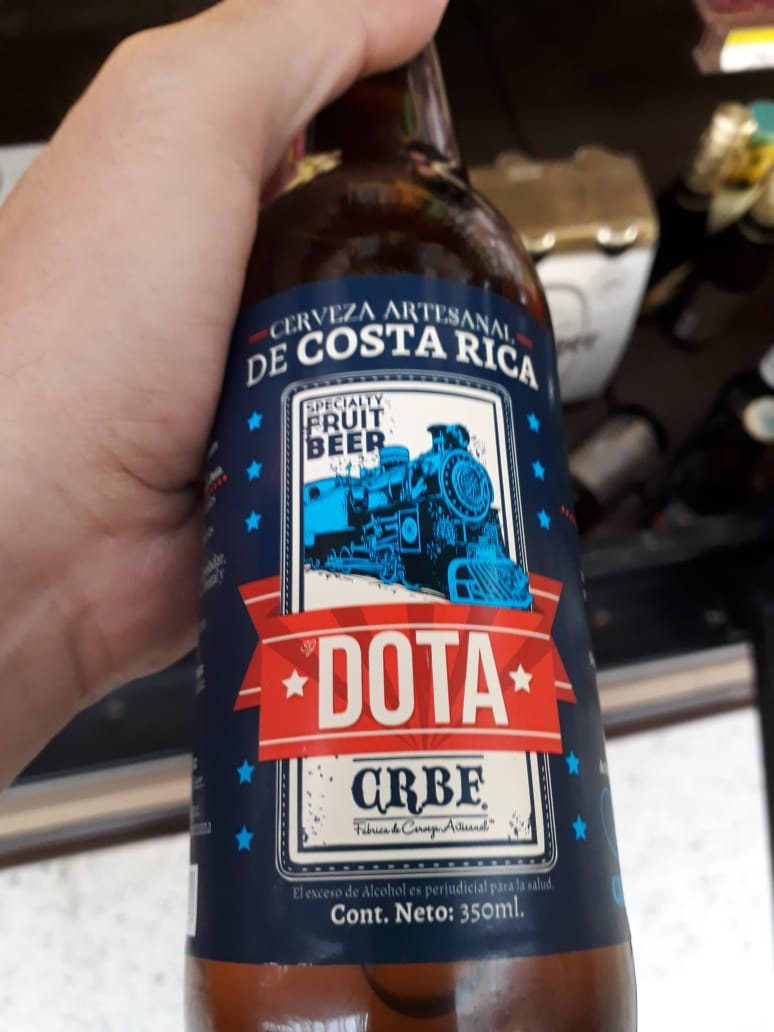 CERVEZA ARTESANAL
DE COSTA RICA
SPECIALTY
FRUIT
BEER
DOTA
CRBF
Fábrica de Cerveza Artesanal™
El exceso de Alcohol es perjudicial para la salud.
Cont. Neto: 350ml.